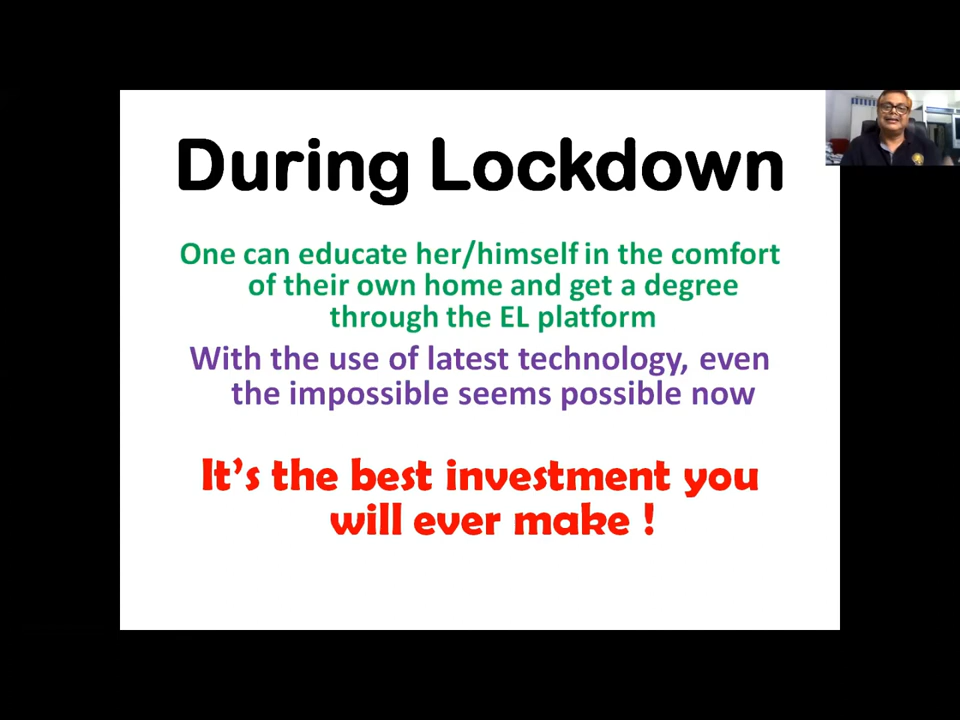 During Lockdown
One can educate her/himself in the comfort
of their own home and get a degree
through the EL platform
With the use of latest technology, even
the impossible seems possible now
It’s the best investment you
will ever make !